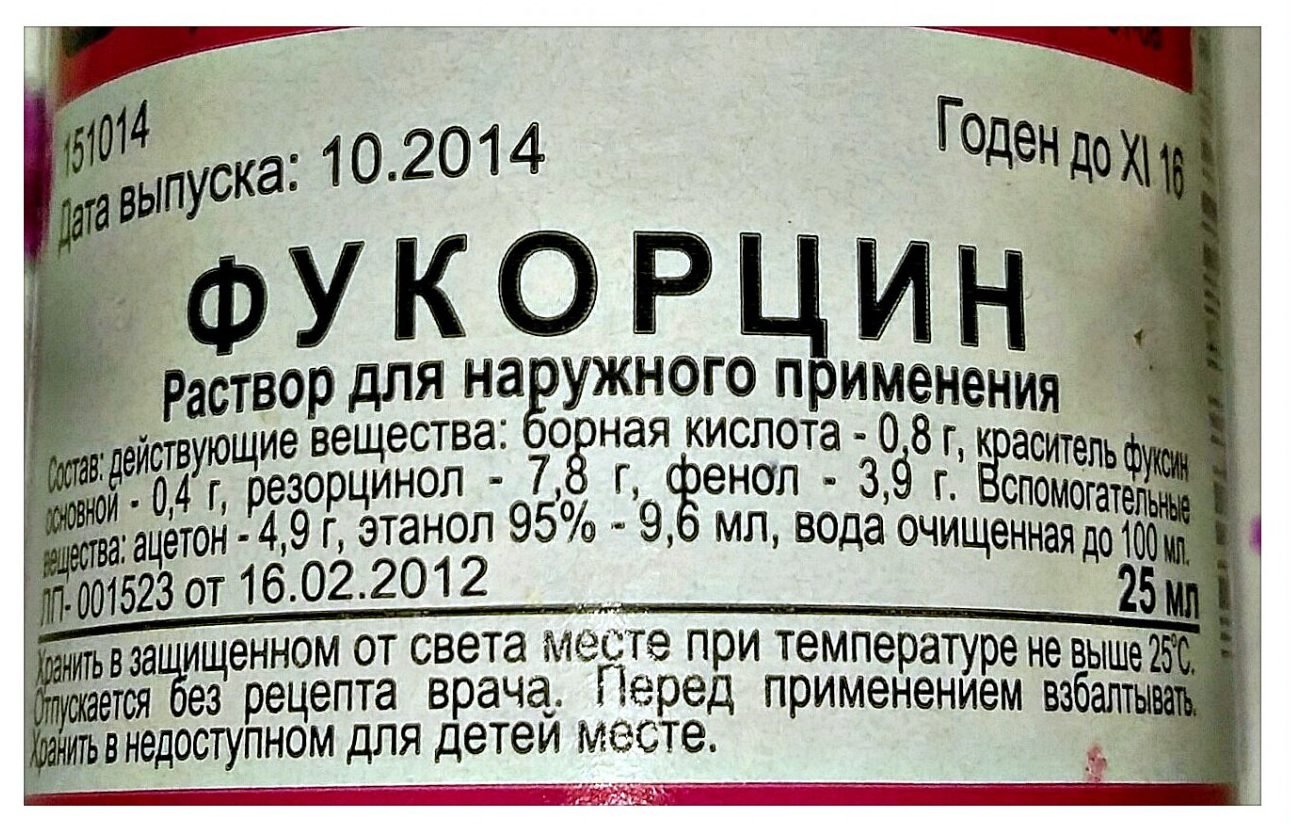 151014
Годен до XI 16
Дата выпуска: 10.2014
ФУКОРЦИН
Раствор для наружного применения
Состав: действующие вещества: борная кислота - 0,8 г, краситель фуксин
основной - 0,4 г, резорцинол - 7,8 г, фенол - 3,9 г. Вспомогательные
вещества: ацетон - 4,9 г, этанол 95% - 9,6 мл, вода очищенная до 100 мл.
ЛП- 001523 от 16.02.2012
25 мл
Хранить в защищенном от света месте при температуре не выше 25°С.
Отпускается без рецепта врача. Перед применением взбалтывать.
Хранить в недоступном для детей месте.